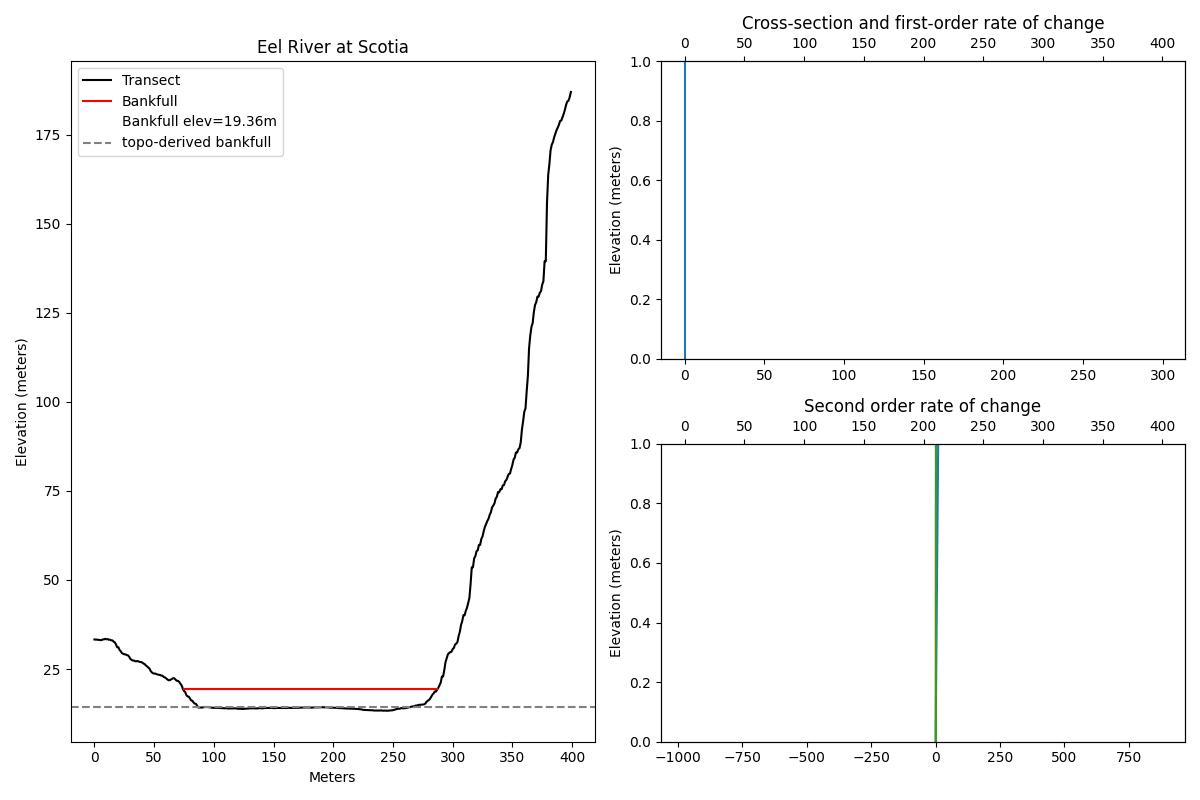 Eel River at Scotia
Transect
Bankfull
Bankfull elev=19.36m
topo-derived bankfull
175
150
125
100
75
50
25
Elevation (meters)
0 50 100 150 200 250 300 350 400
Meters
Cross-section and first-order rate of change
0 50 100 150 200 250 300 350 400
1.0
0.8
0.6
0.4
0.2
0.0
Elevation (meters)
0 50 100 150 200 250 300
Second order rate of change
0 50 100 150 200 250 300 350 400
1.0
0.8
0.6
0.4
0.2
0.0
Elevation (meters)
−1000 −750 −500 −250 0 250 500 750